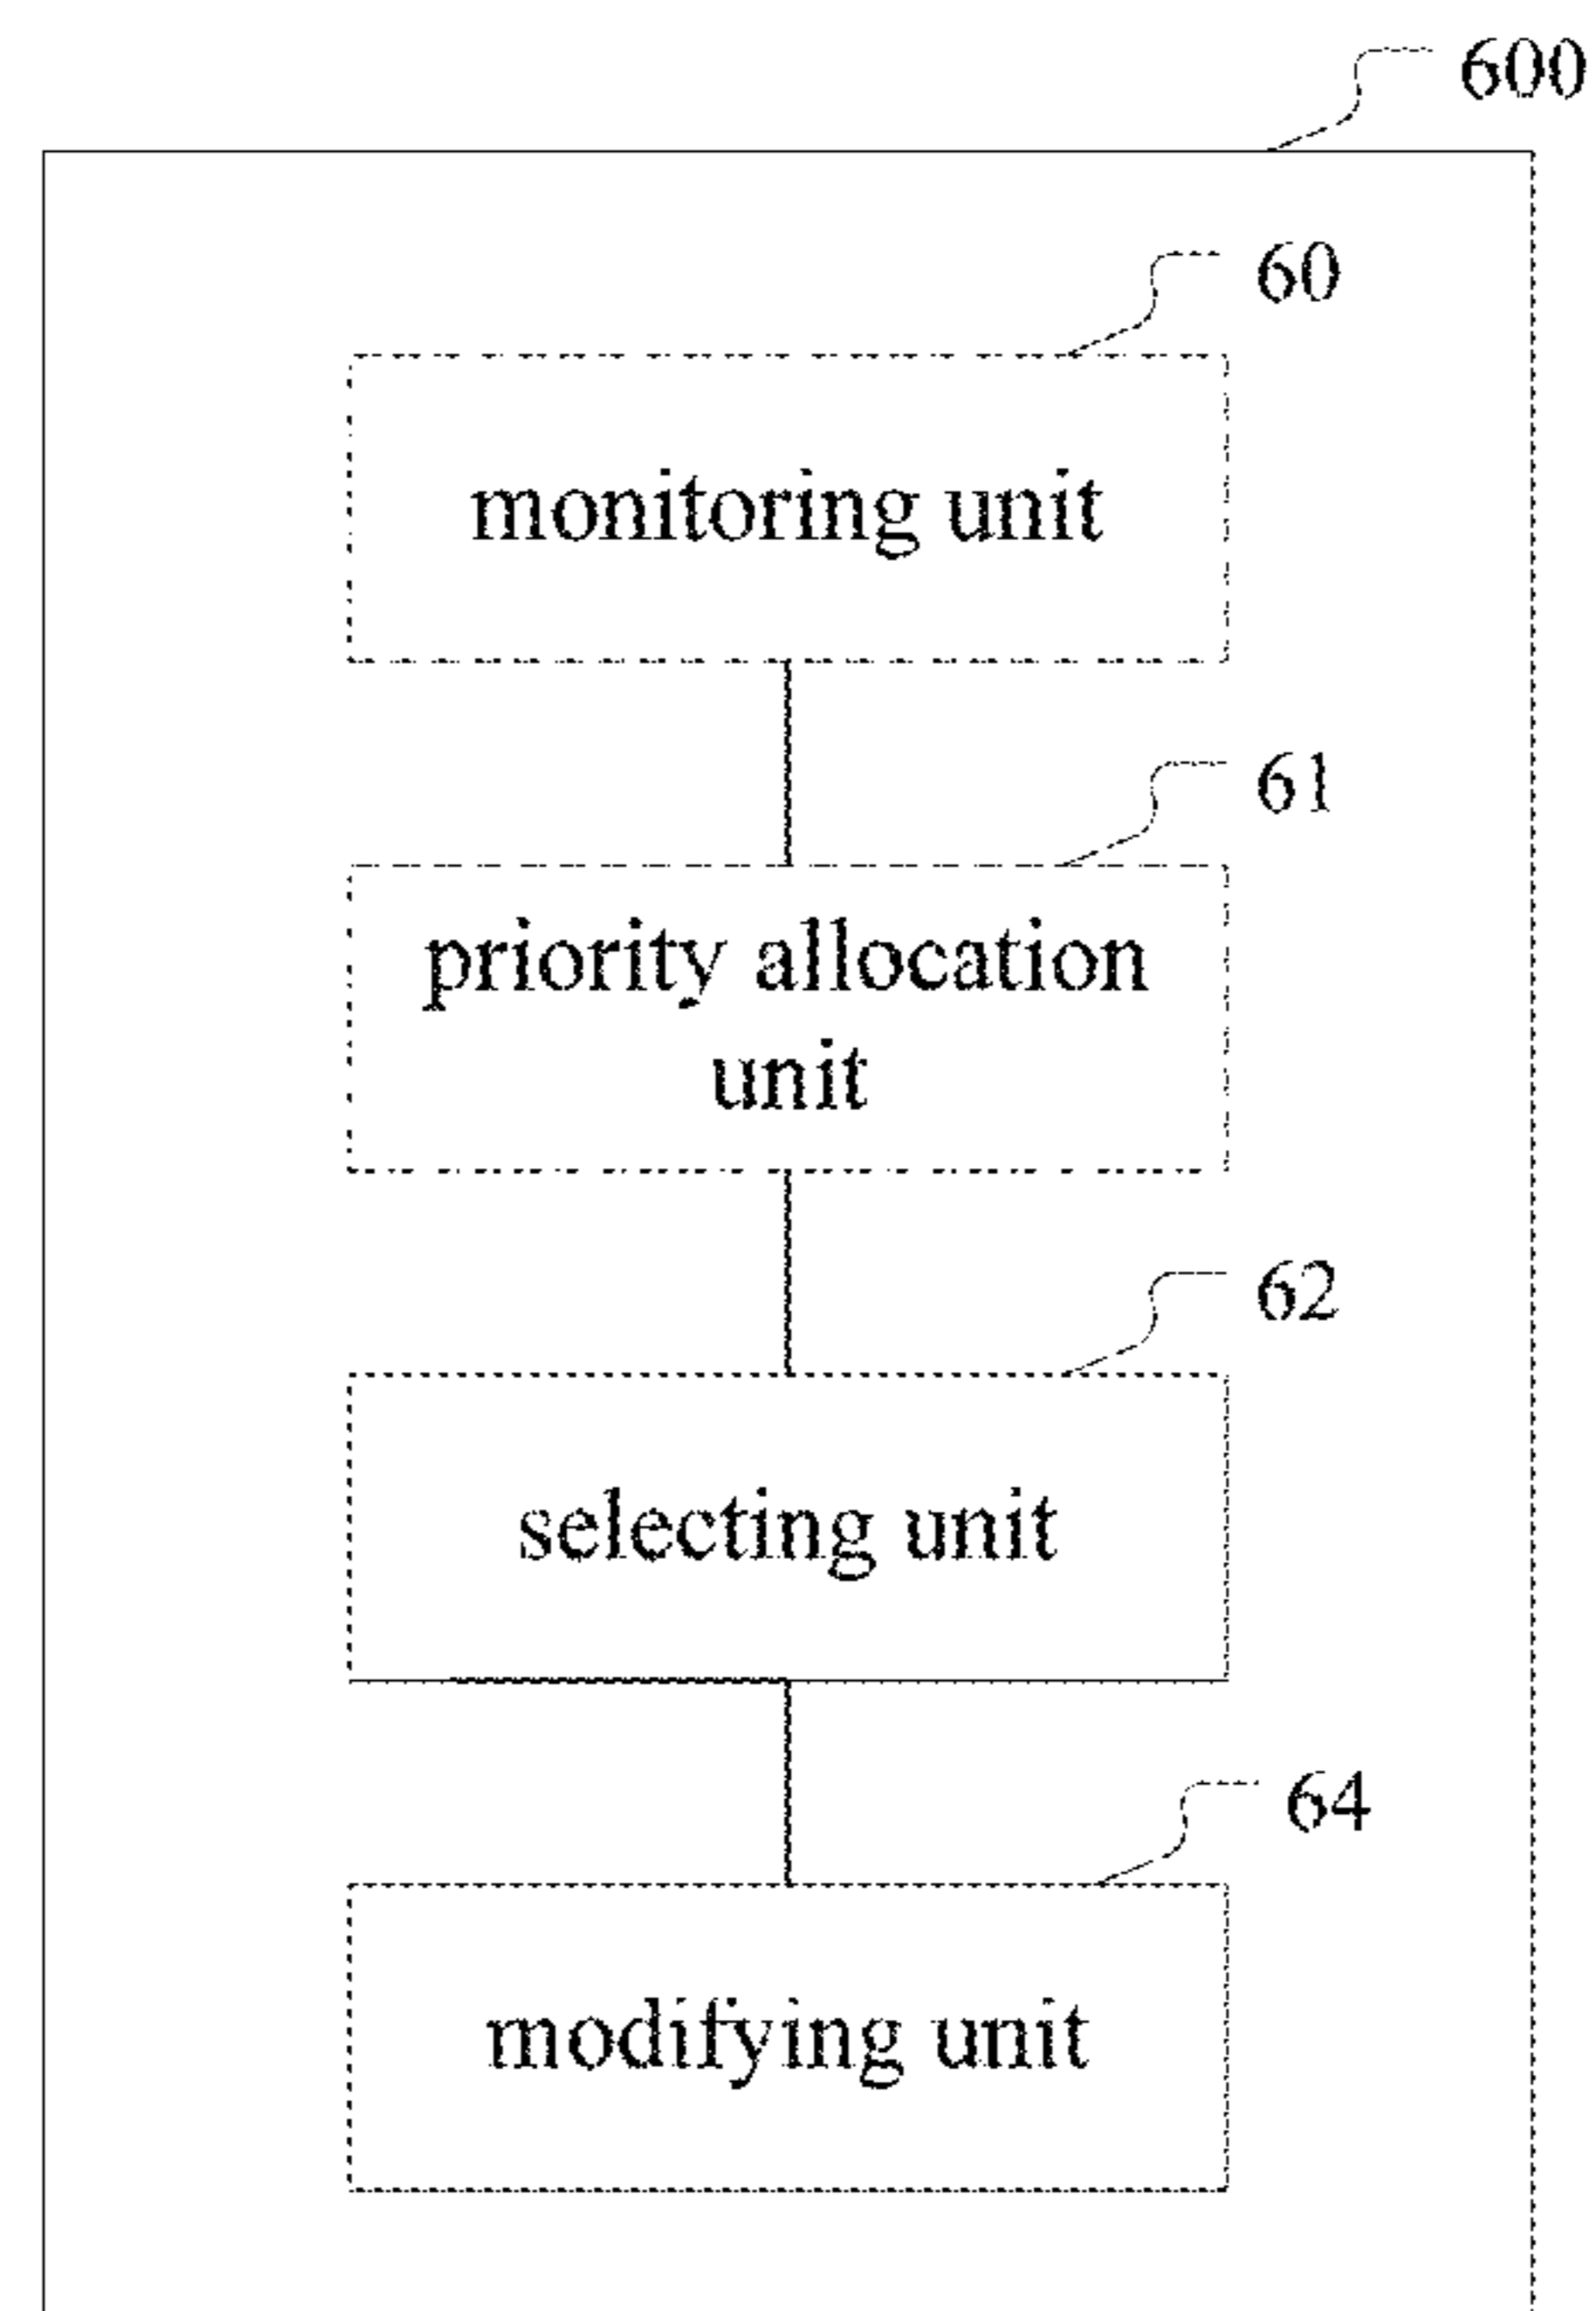 600
60
monitoring unit
61
priority allocation
unit
62
selecting unit
64
modifying unit